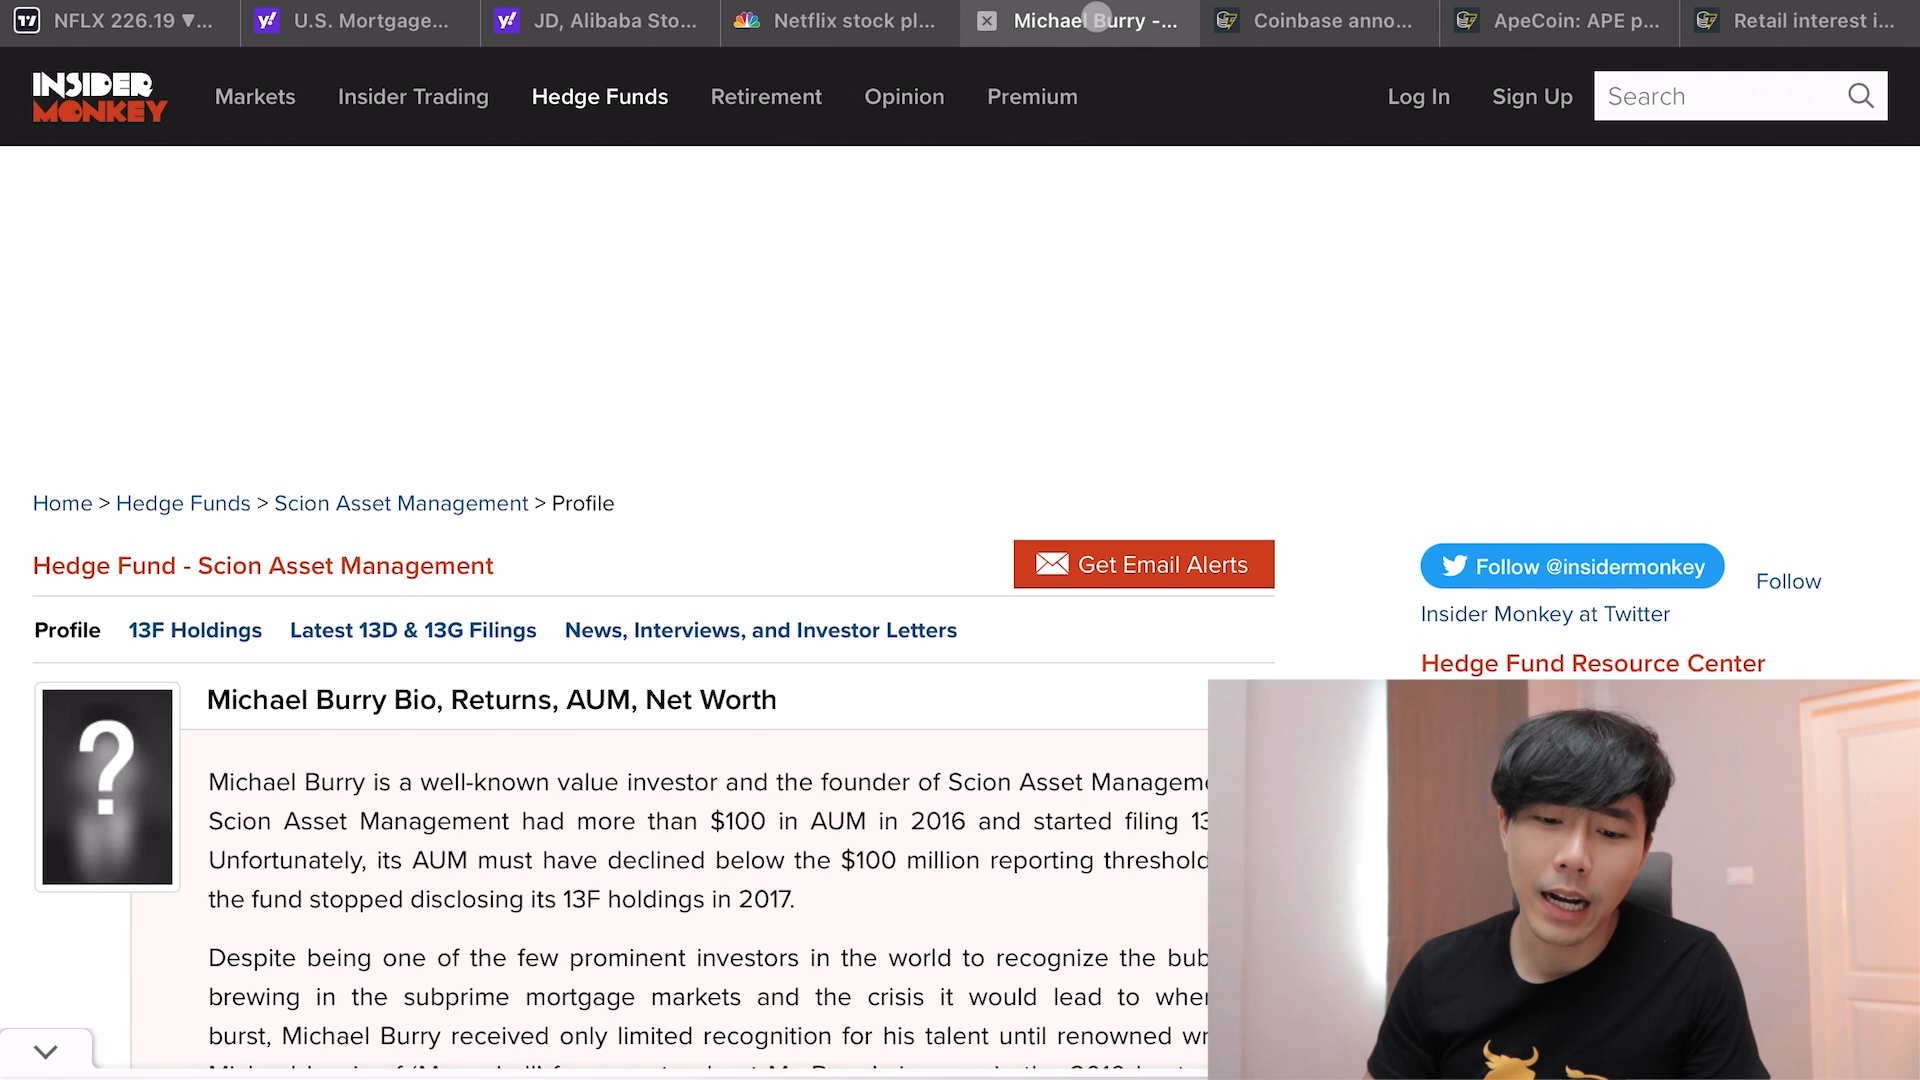 NFLX 226.19 ▼...
U.S. Mortgage...
JD, Alibaba Sto...
Netflix stock pl...
Michael Burry -...
Coinbase anno...
ApeCoin: APE p...
Retail interest i...
INSIDER
MONKEY
Markets
Insider Trading
Hedge Funds
Retirement
Opinion
Premium
Log In
Sign Up
Search
Home > Hedge Funds > Scion Asset Management > Profile
Hedge Fund - Scion Asset Management
Get Email Alerts
Follow @insidermonkey
Follow
Insider Monkey at Twitter
Hedge Fund Resource Center
Profile
13F Holdings
Latest 13D & 13G Filings
News, Interviews, and Investor Letters
Michael Burry Bio, Returns, AUM, Net Worth
Michael Burry is a well-known value investor and the founder of Scion Asset Manageme
Scion Asset Management had more than $100 in AUM in 2016 and started filing 13
Unfortunately, its AUM must have declined below the $100 million reporting threshold
the fund stopped disclosing its 13F holdings in 2017.
Despite being one of the few prominent investors in the world to recognize the bub
brewing in the subprime mortgage markets and the crisis it would lead to when
burst, Michael Burry received only limited recognition for his talent until renowned wr